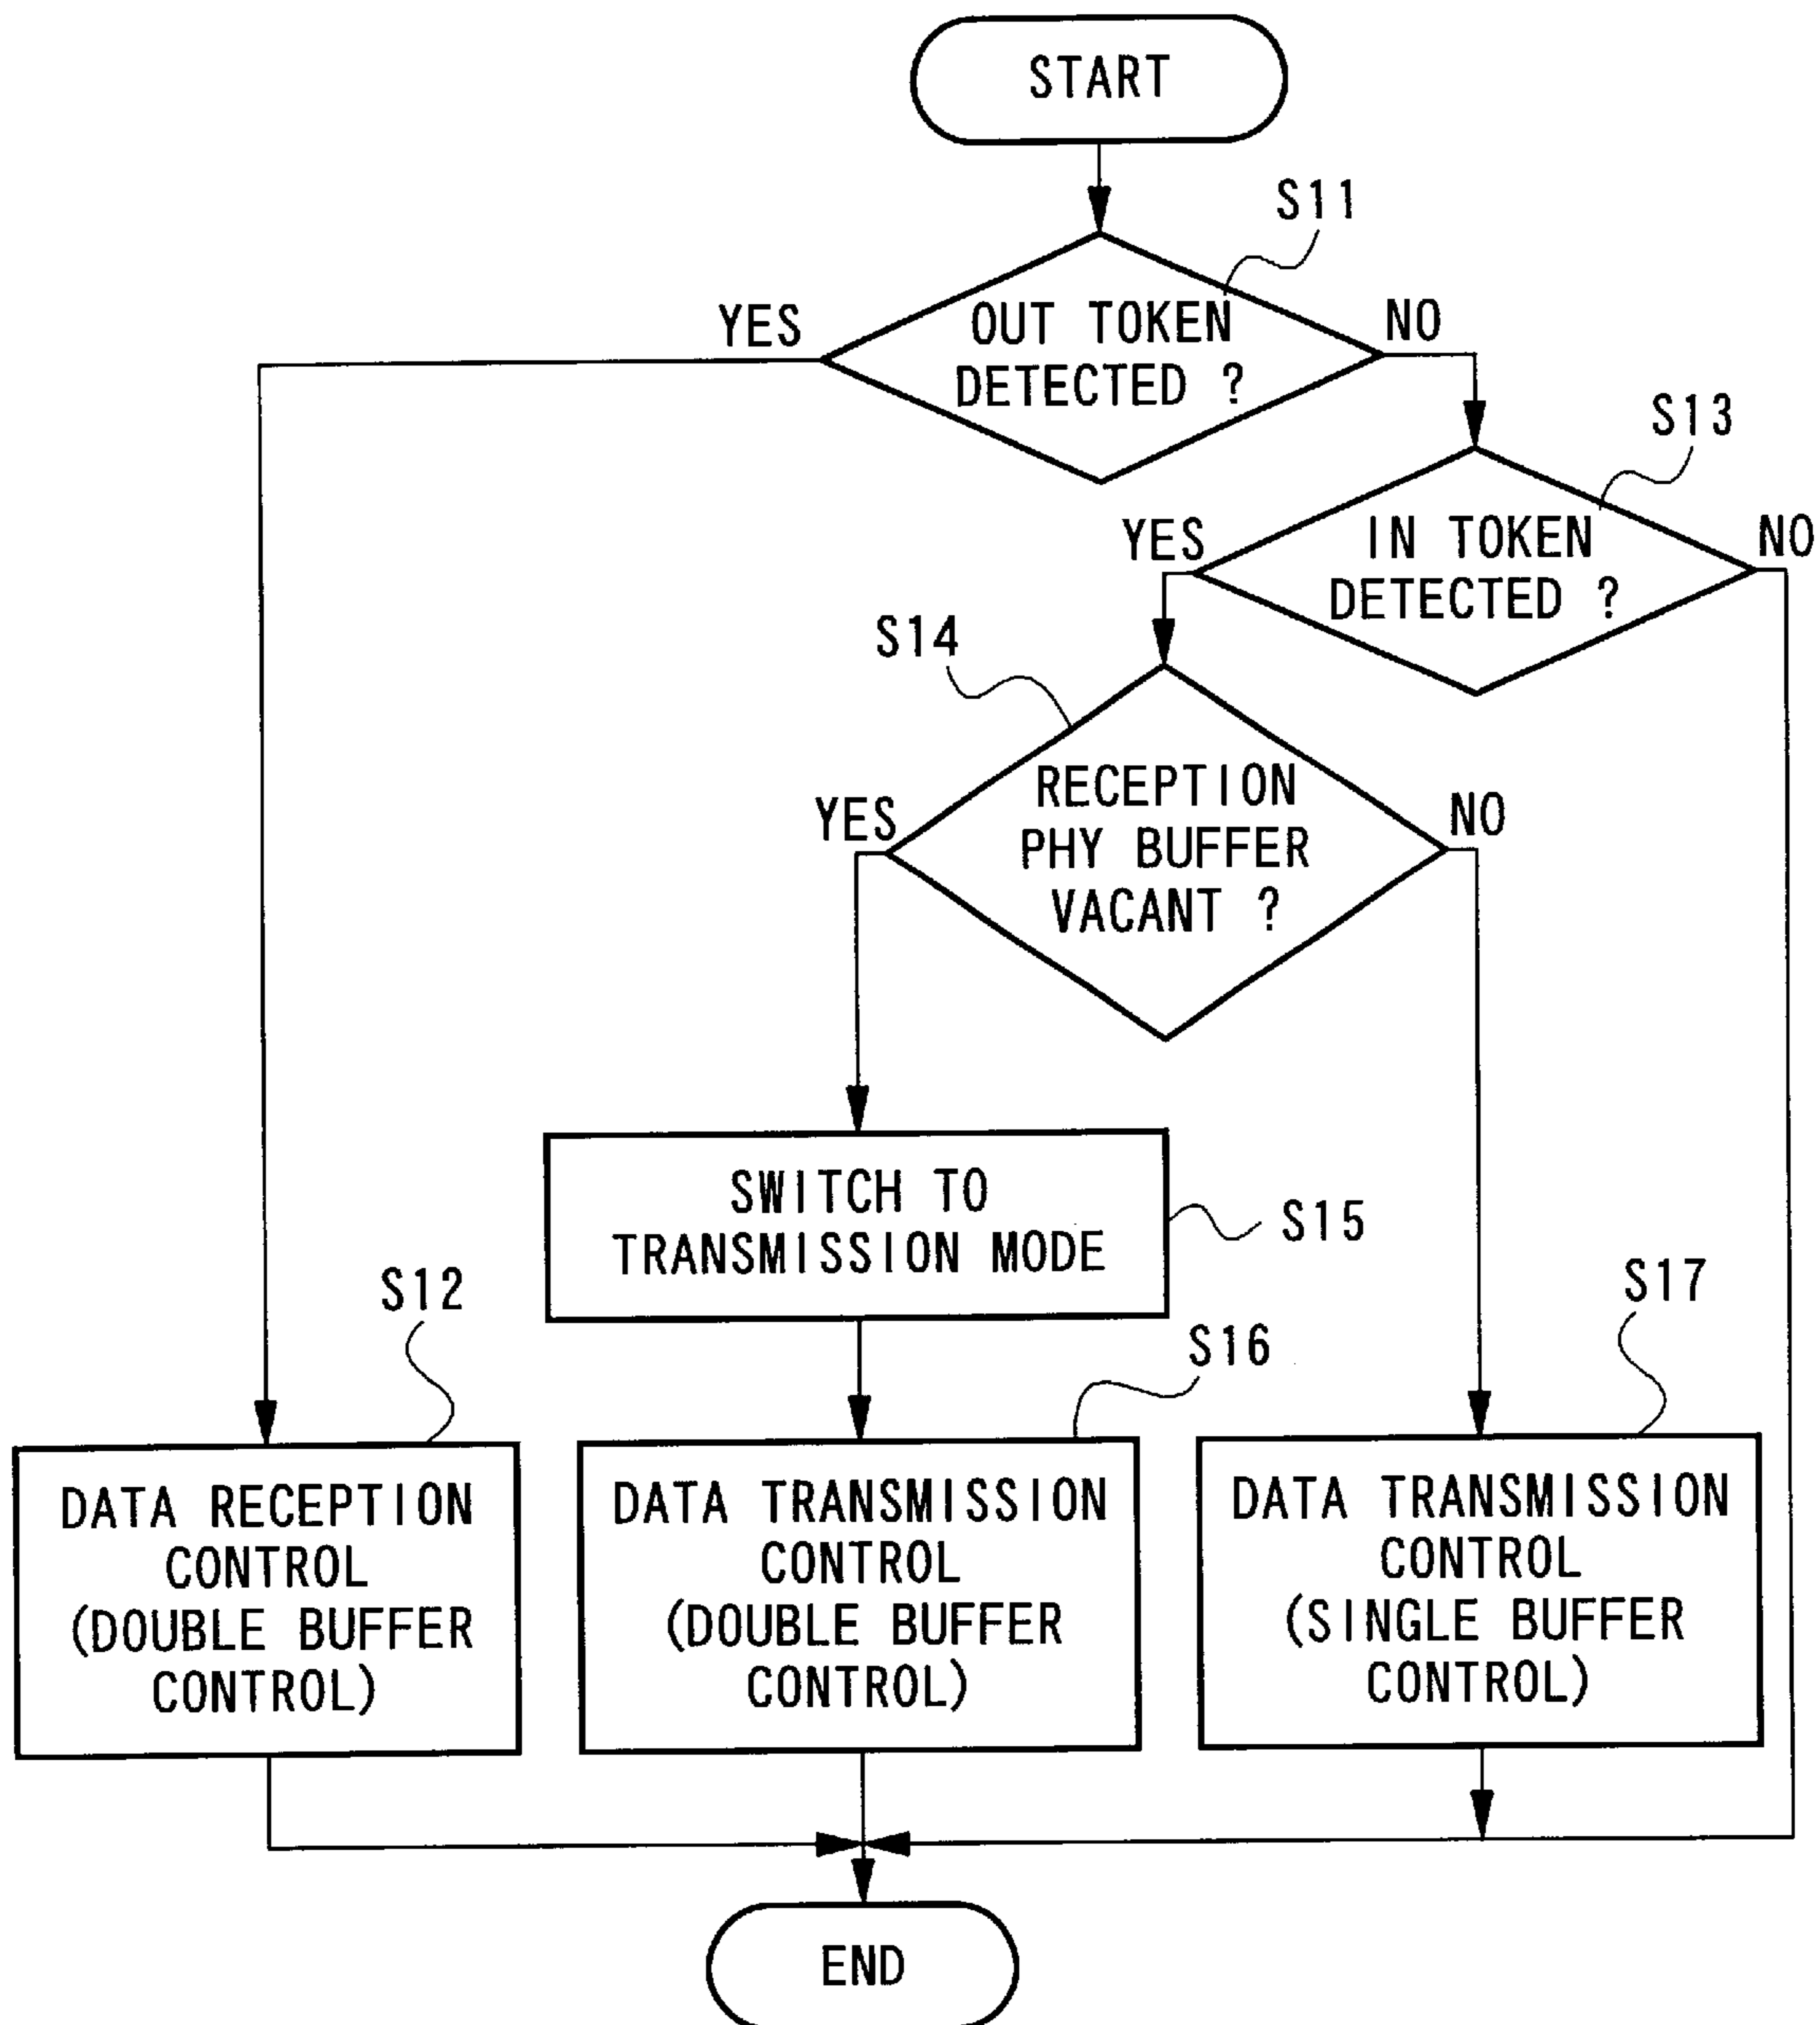 START
S11
YES
OUT TOKEN
DETECTED ?
NO
S13
YES
IN TOKEN
DETECTED ?
NO
S14
YES
RECEPTION
PHY BUFFER
VACANT ?
NO
SWITCH TO
TRANSMISSION MODE
S15
S12
S16
S17
DATA RECEPTION
CONTROL
(DOUBLE BUFFER
CONTROL)
DATA TRANSMISSION
CONTROL
(DOUBLE BUFFER
CONTROL)
DATA TRANSMISSION
CONTROL
(SINGLE BUFFER
CONTROL)
END